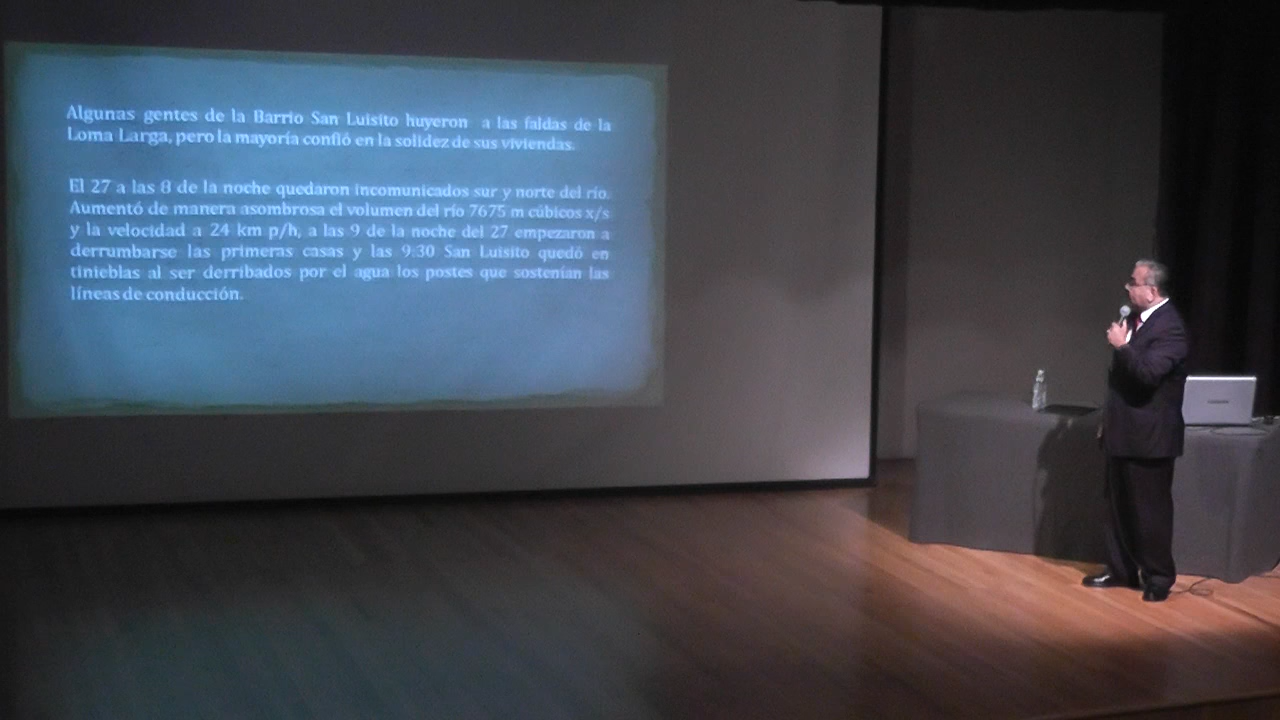 Algunas gentes de la Barrio San Luisito huyeron a las faldas de la
Loma Larga, pero la mayoría confió en la solidez de sus viviendas.
El 27 a las 8 de la noche quedaron incomunicados sur y norte del río.
Aumentó de manera asombrosa el volumen del río 7675 m cúbicos x/s
y la velocidad a 24 km p/h, a las 9 de la noche del 27 empezaron a
derrumbarse las primeras casas y las 9:30 San Luisito quedó en
tinieblas al ser derribados por el agua los postes que sostenían las
líneas de conducción.